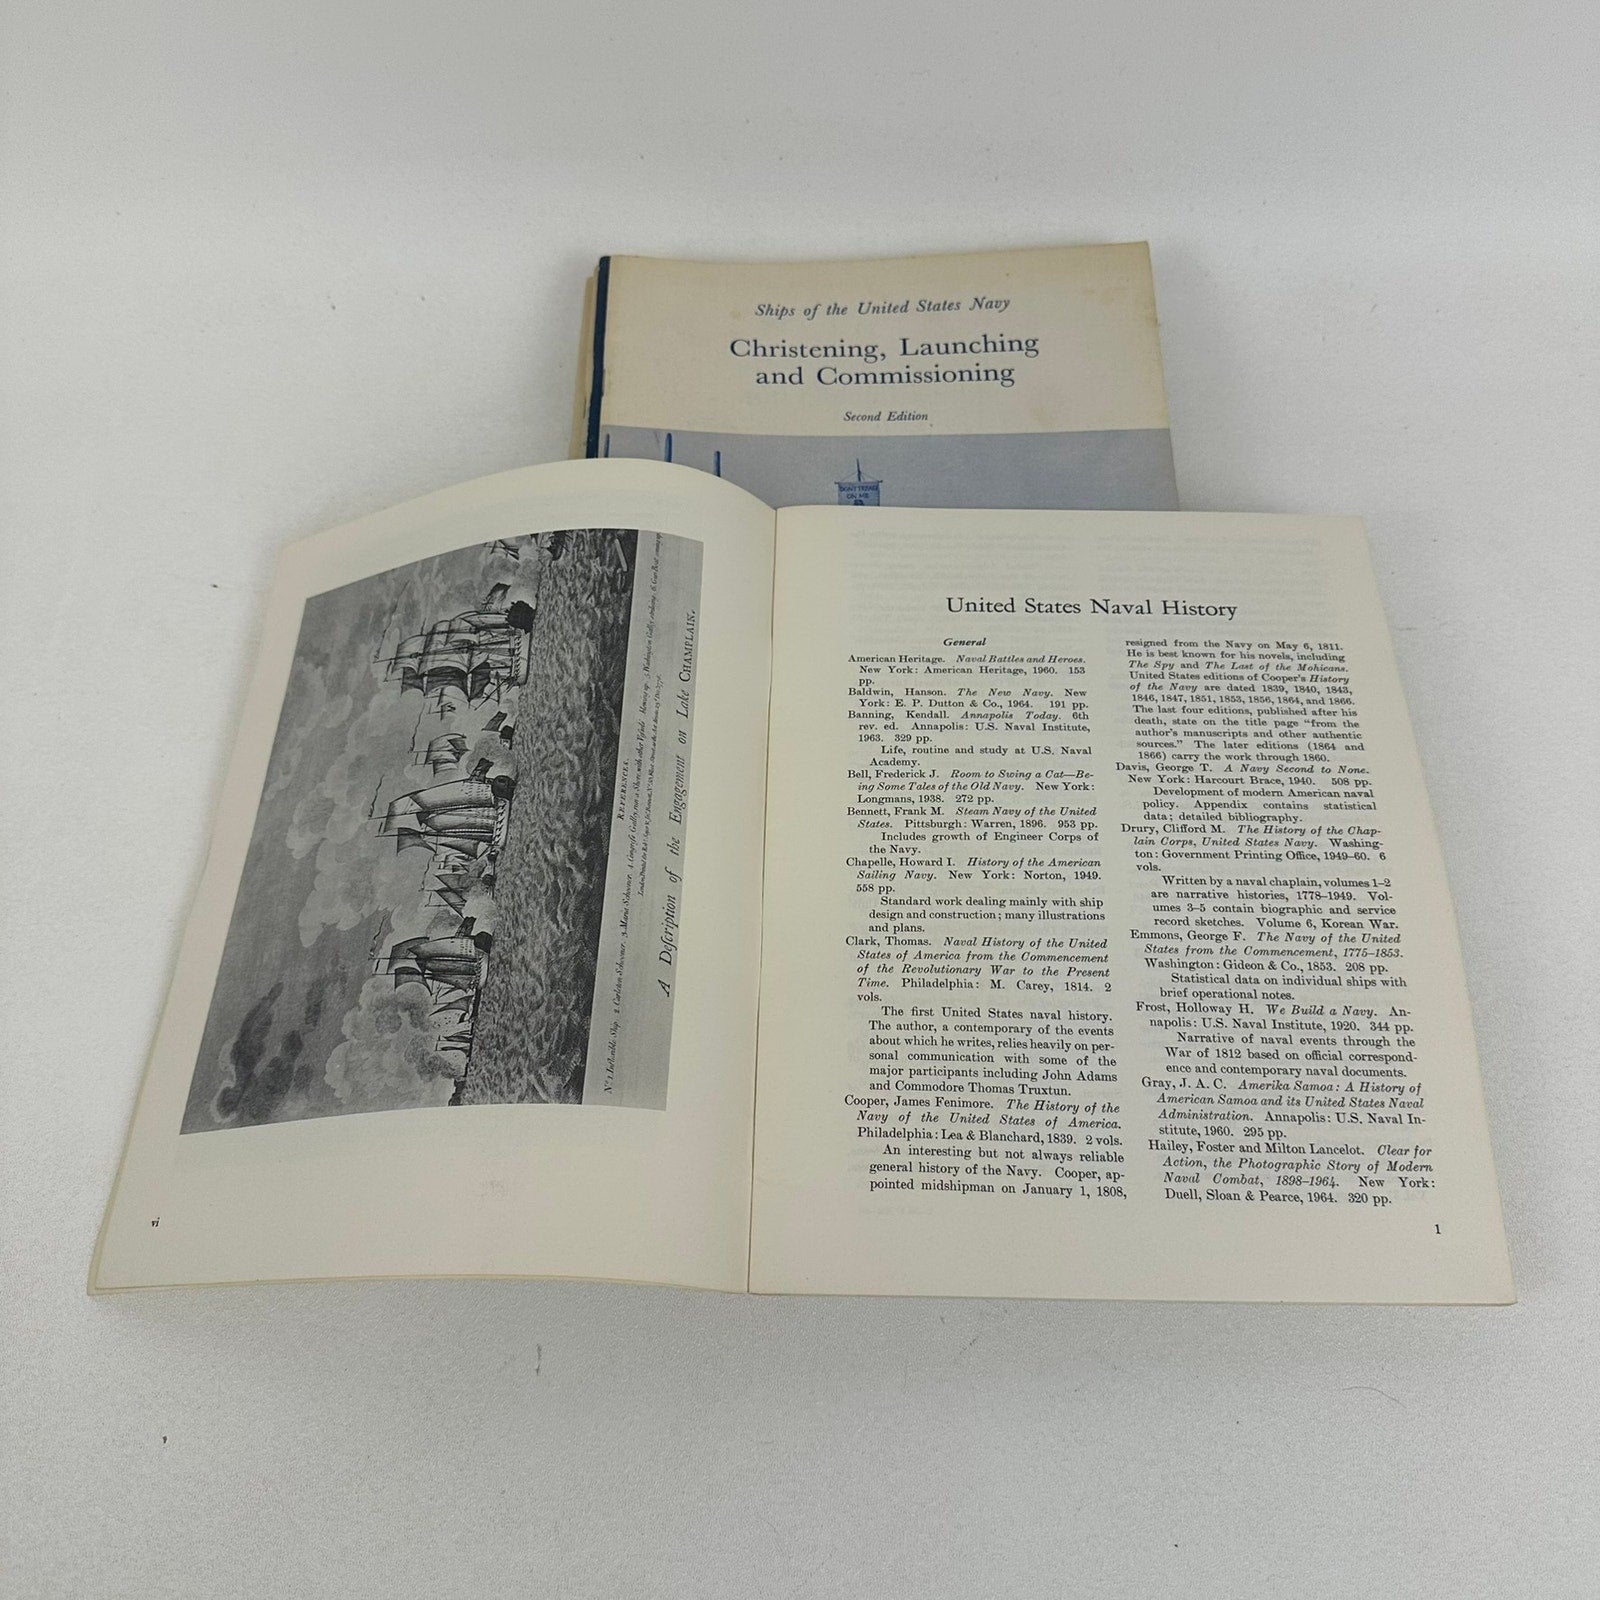 Ships of the United States Navy
Christening, Launching
and Commissioning
Second Edition
DONT TREAD
ON ME
REFERENCES.
A Deſcription of the Engagement on Lake CHAMPLAIN.
vi
United States Naval History
General
American Heritage. Naval Battles and Heroes.
New York: American Heritage, 1960. 153
pp.
Baldwin, Hanson. The New Navy. New
York: E. P. Dutton & Co., 1964. 191 pp.
Banning, Kendall. Annapolis Today. 6th
rev. ed. Annapolis: U.S. Naval Institute,
1963. 329 pp.
Life, routine and study at U.S. Naval
Academy.
Bell, Frederick J. Room to Swing a Cat—Be-
ing Some Tales of the Old Navy. New York:
Longmans, 1938. 272 pp.
Bennett, Frank M. Steam Navy of the United
States. Pittsburgh: Warren, 1896. 953 pp.
Includes growth of Engineer Corps of
the Navy.
Chapelle, Howard I. History of the American
Sailing Navy. New York: Norton, 1949.
558 pp.
Standard work dealing mainly with ship
design and construction; many illustrations
and plans.
Clark, Thomas. Naval History of the United
States of America from the Commencement
of the Revolutionary War to the Present
Time. Philadelphia: M. Carey, 1814. 2
vols.
The first United States naval history.
The author, a contemporary of the events
about which he writes, relies heavily on per-
sonal communication with some of the
major participants including John Adams
and Commodore Thomas Truxtun.
Cooper, James Fenimore. The History of the
Navy of the United States of America.
Philadelphia: Lea & Blanchard, 1839. 2 vols.
An interesting but not always reliable
general history of the Navy. Cooper, ap-
pointed midshipman on January 1, 1808,
resigned from the Navy on May 6, 1811.
He is best known for his novels, including
The Spy and The Last of the Mohicans.
United States editions of Cooper's History
of the Navy are dated 1839, 1840, 1843,
1846, 1847, 1851, 1853, 1856, 1864, and 1866.
The last four editions, published after his
death, state on the title page "from the
author's manuscripts and other authentic
sources." The later editions (1864 and
1866) carry the work through 1860.
Davis, George T. A Navy Second to None.
New York: Harcourt Brace, 1940. 508 pp.
Development of modern American naval
policy. Appendix contains statistical
data; detailed bibliography.
Drury, Clifford M. The History of the Chap-
lain Corps, United States Navy. Washing-
ton: Government Printing Office, 1949–60. 6
vols.
Written by a naval chaplain, volumes 1–2
are narrative histories, 1778–1949. Vol-
umes 3–5 contain biographic and service
record sketches. Volume 6, Korean War.
Emmons, George F. The Navy of the United
States from the Commencement, 1775–1853.
Washington: Gideon & Co., 1853. 208 pp.
Statistical data on individual ships with
brief operational notes.
Frost, Holloway H. We Build a Navy. An-
napolis: U.S. Naval Institute, 1920. 344 pp.
Narrative of naval events through the
War of 1812 based on official correspond-
ence and contemporary naval documents.
Gray, J. A. C. Amerika Samoa: A History of
American Samoa and its United States Naval
Administration. Annapolis: U.S. Naval In-
stitute, 1960. 295 pp.
Hailey, Foster and Milton Lancelot. Clear for
Action, the Photographic Story of Modern
Naval Combat, 1898–1964. New York:
Duell, Sloan & Pearce, 1964. 320 pp.
1